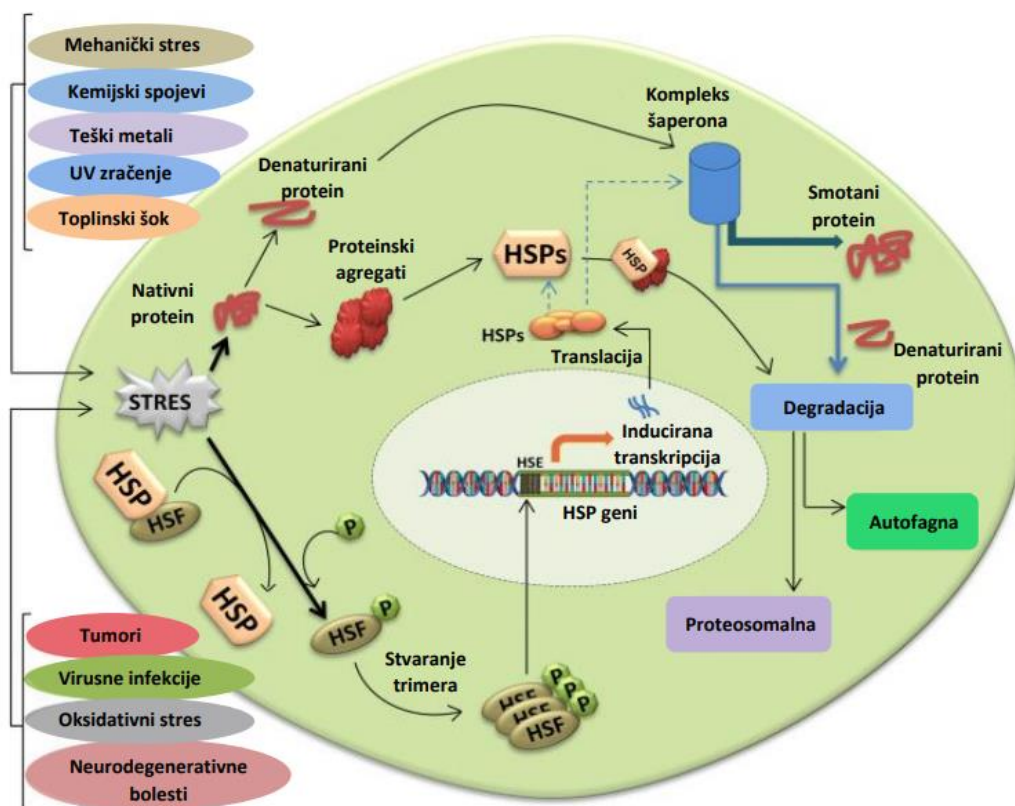 Mehanički stres
Kemijski spojevi
Teški metali
UV zračenje
Toplinski šok
Denaturirani
protein
Kompleks
šaperona
Smotani
protein
Proteinski
agregati
HSPs
HSP
Nativni
protein
HSPs
Translacija
Denaturirani
protein
STRES
Degradacija
Inducirana
transkripcija
HSE
HSP geni
HSP
HSF
P
Autofagna
HSP
P
HSF
Proteosomalna
Stvaranje
trimera
P
P
P
HSF
HSF
HSF
Tumori
Virusne infekcije
Oksidativni stres
Neurodegenerativne
bolesti